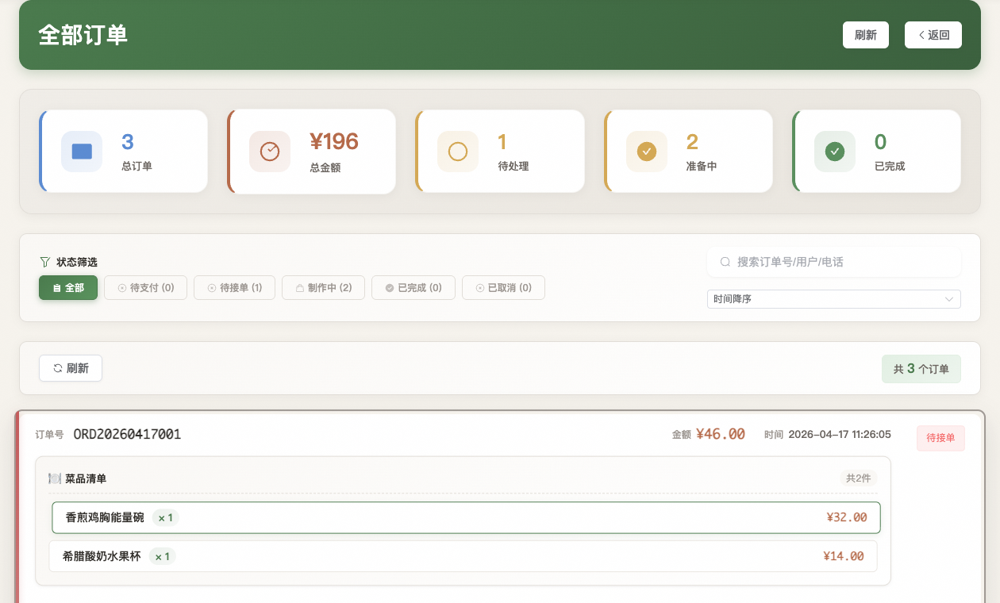 全部订单
刷新
返回
3
总订单
¥196
总金额
1
待处理
2
准备中
0
已完成
状态筛选
全部
待支付 (0)
待接单 (1)
制作中 (2)
已完成 (0)
已取消 (0)
搜索订单号/用户/电话
时间降序
刷新
共 3 个订单
订单号 ORD20260417001
金额 ¥46.00
时间 2026-04-17 11:26:05
待接单
菜品清单
共2件
香煎鸡胸能量碗 × 1 ¥32.00
希腊酸奶水果杯 × 1 ¥14.00